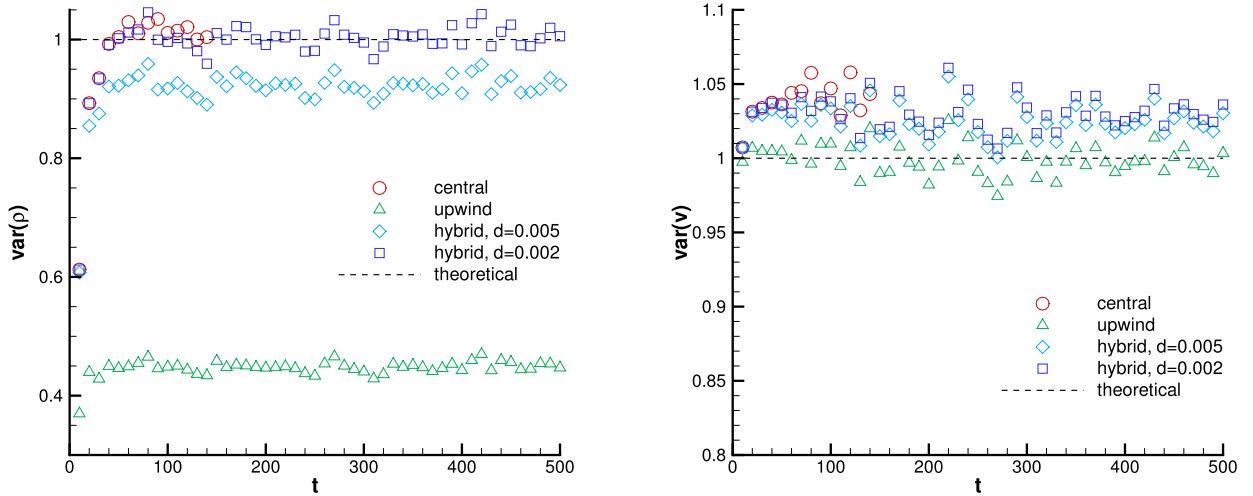 1
0.8
0.6
0.4
0
100
200
300
400
500
var(ρ)
t
central
upwind
hybrid, d=0.005
hybrid, d=0.002
theoretical
1.1
1.05
1
0.95
0.9
0.85
0.8
0
100
200
300
400
500
var(v)
t
central
upwind
hybrid, d=0.005
hybrid, d=0.002
theoretical